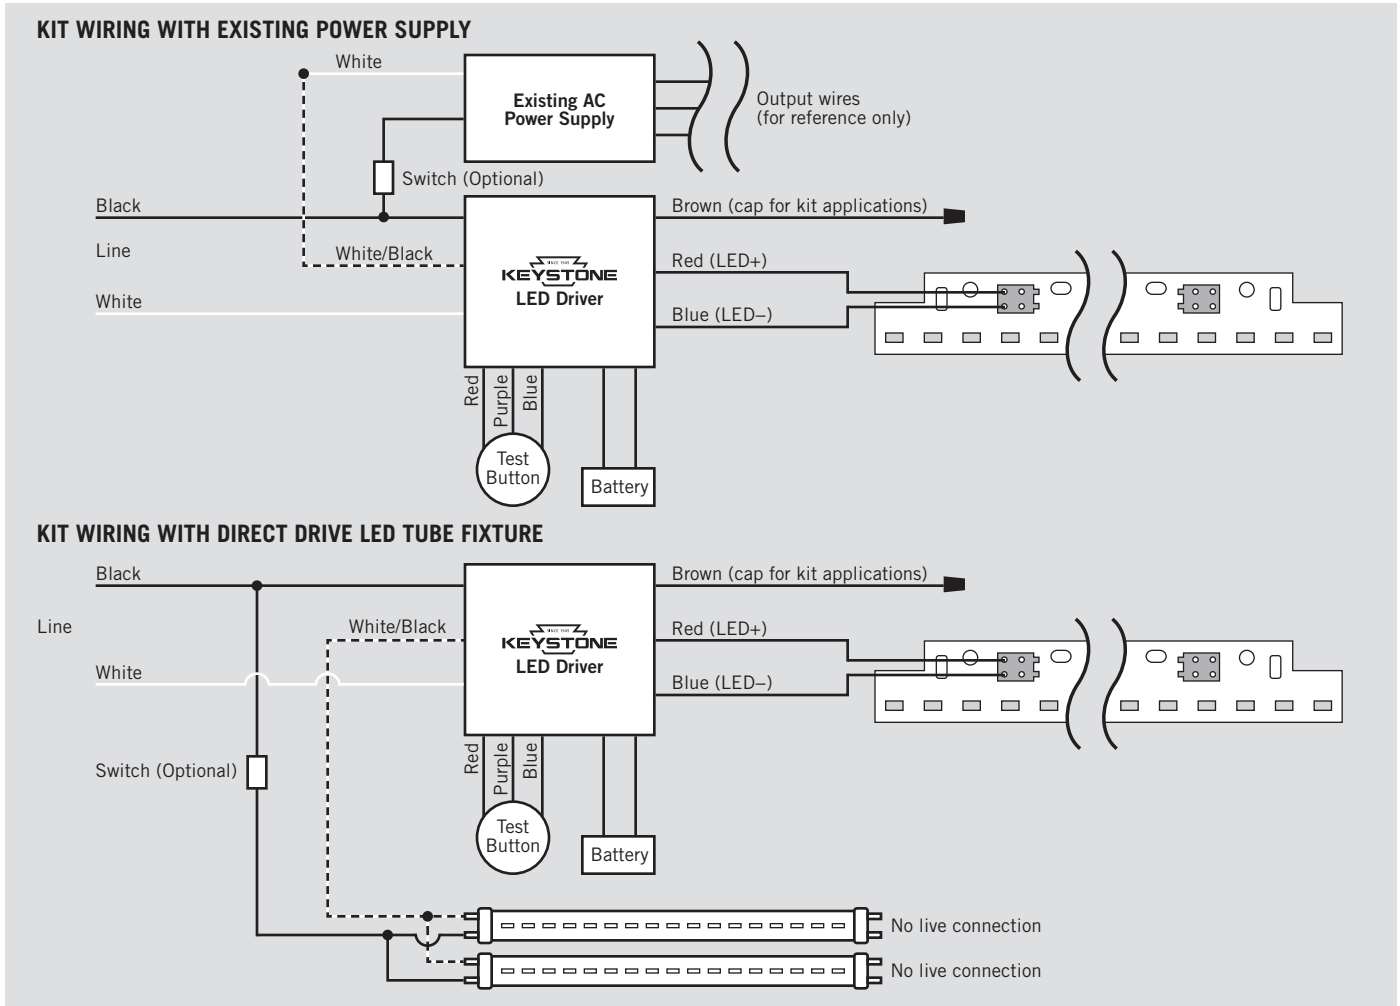 KIT WIRING WITH EXISTING POWER SUPPLY
White
Existing AC
Power Supply
Output wires
(for reference only)
Switch (Optional)
Black
Brown (cap for kit applications)
Line
White/Black
Red (LED+)
SINCE 1945
KEYSTONE
LED Driver
White
Blue (LED–)
Red
Purple
Blue
Test
Button
Battery
KIT WIRING WITH DIRECT DRIVE LED TUBE FIXTURE
Black
Brown (cap for kit applications)
Line
White/Black
Red (LED+)
SINCE 1945
KEYSTONE
LED Driver
White
Blue (LED–)
Red
Purple
Blue
Switch (Optional)
Test
Button
Battery
No live connection
No live connection